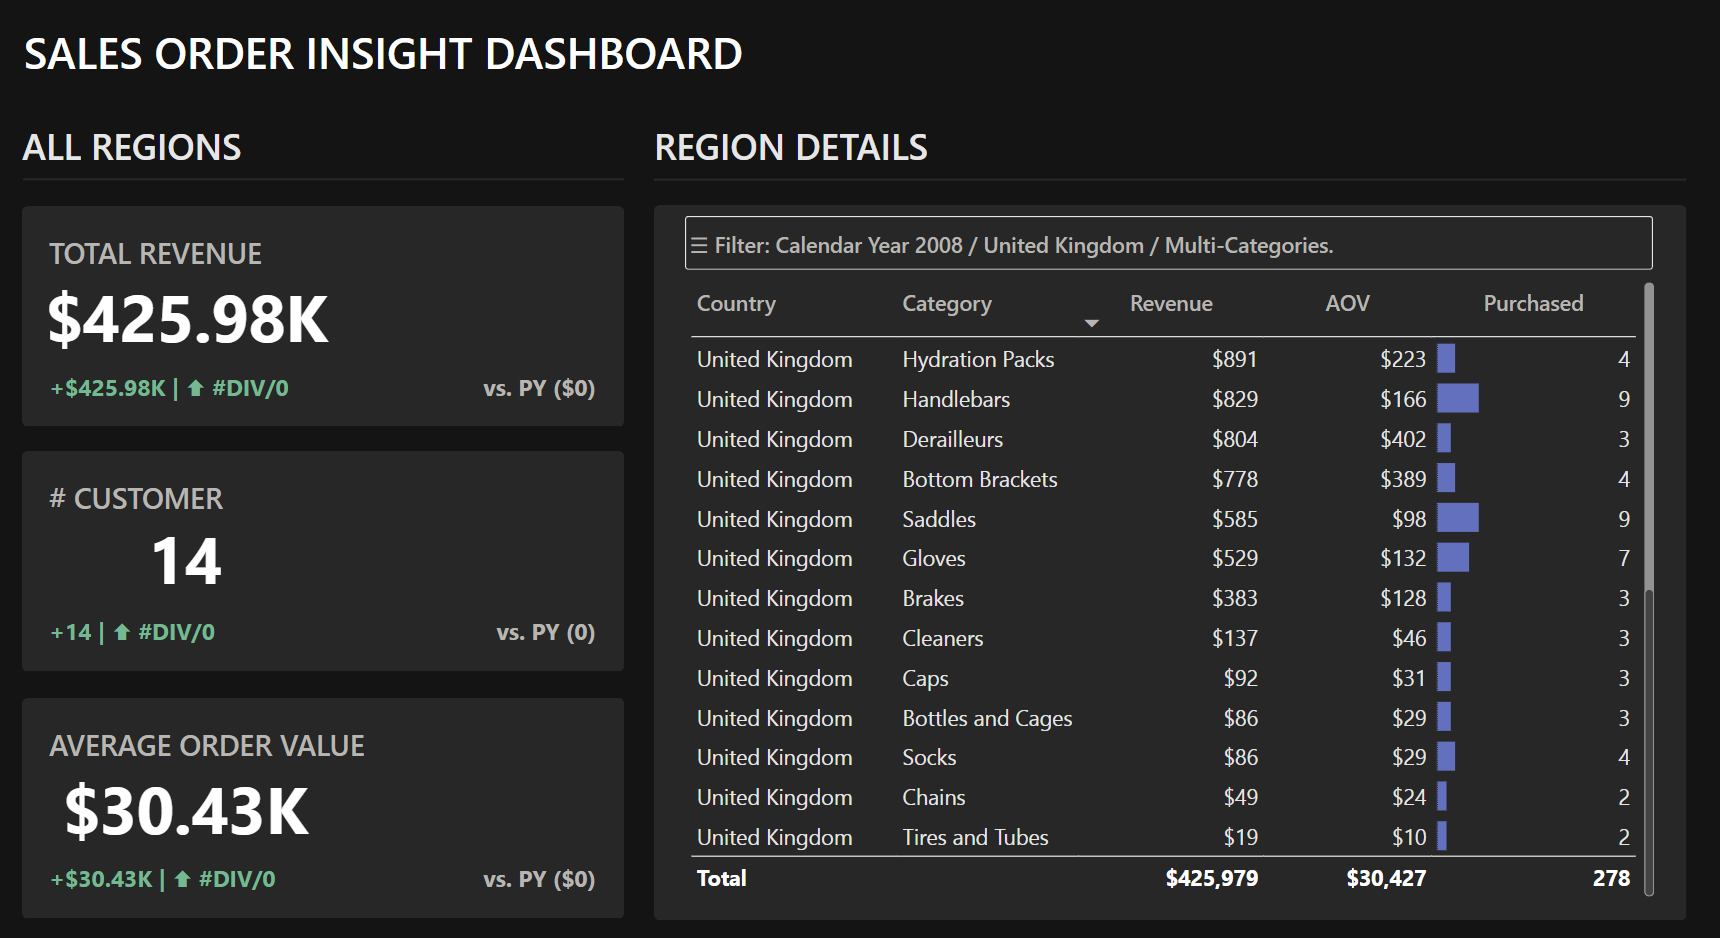 SALES ORDER INSIGHT DASHBOARD
ALL REGIONS
TOTAL REVENUE
$425.98K
+$425.98K | ⬆ #DIV/0 vs. PY ($0)
# CUSTOMER
14
+14 | ⬆ #DIV/0 vs. PY (0)
AVERAGE ORDER VALUE
$30.43K
+$30.43K | ⬆ #DIV/0 vs. PY ($0)
REGION DETAILS
☰ Filter: Calendar Year 2008 / United Kingdom / Multi-Categories.
Country Category Revenue AOV Purchased
United Kingdom Hydration Packs $891 $223 4
United Kingdom Handlebars $829 $166 9
United Kingdom Derailleurs $804 $402 3
United Kingdom Bottom Brackets $778 $389 4
United Kingdom Saddles $585 $98 9
United Kingdom Gloves $529 $132 7
United Kingdom Brakes $383 $128 3
United Kingdom Cleaners $137 $46 3
United Kingdom Caps $92 $31 3
United Kingdom Bottles and Cages $86 $29 3
United Kingdom Socks $86 $29 4
United Kingdom Chains $49 $24 2
United Kingdom Tires and Tubes $19 $10 2
Total $425,979 $30,427 278